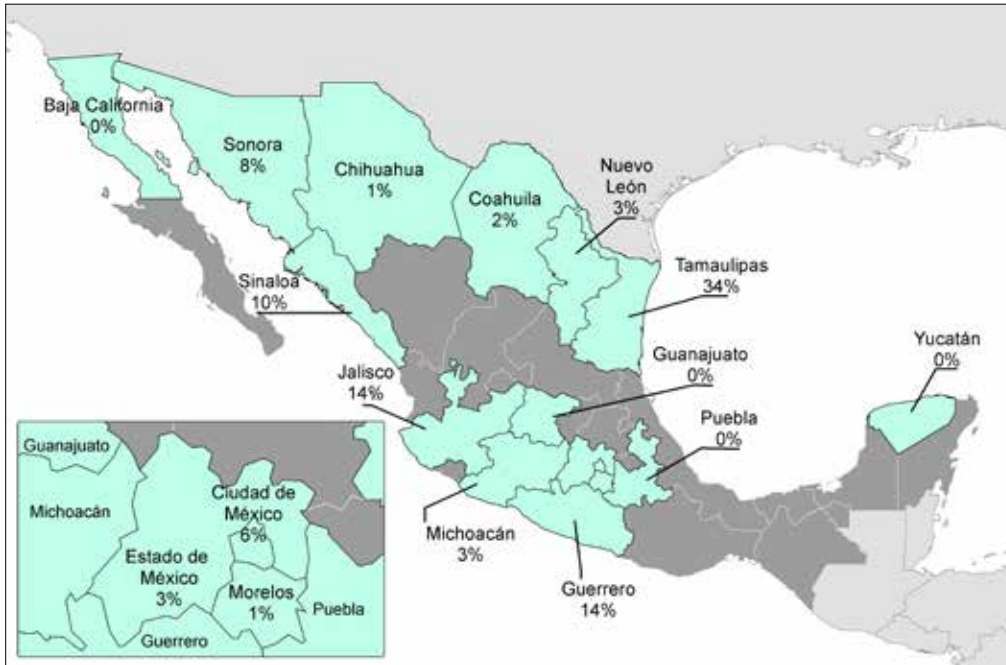 Baja California
0%
Sonora
8%
Chihuahua
1%
Coahuila
2%
Nuevo
León
3%
Tamaulipas
34%
Sinaloa
10%
Guanajuato
0%
Yucatán
0%
Jalisco
14%
Puebla
0%
Michoacán
3%
Guerrero
14%
Guanajuato
Michoacán
Ciudad de
México
6%
Estado de
México
3%
Morelos
1%
Puebla
Guerrero